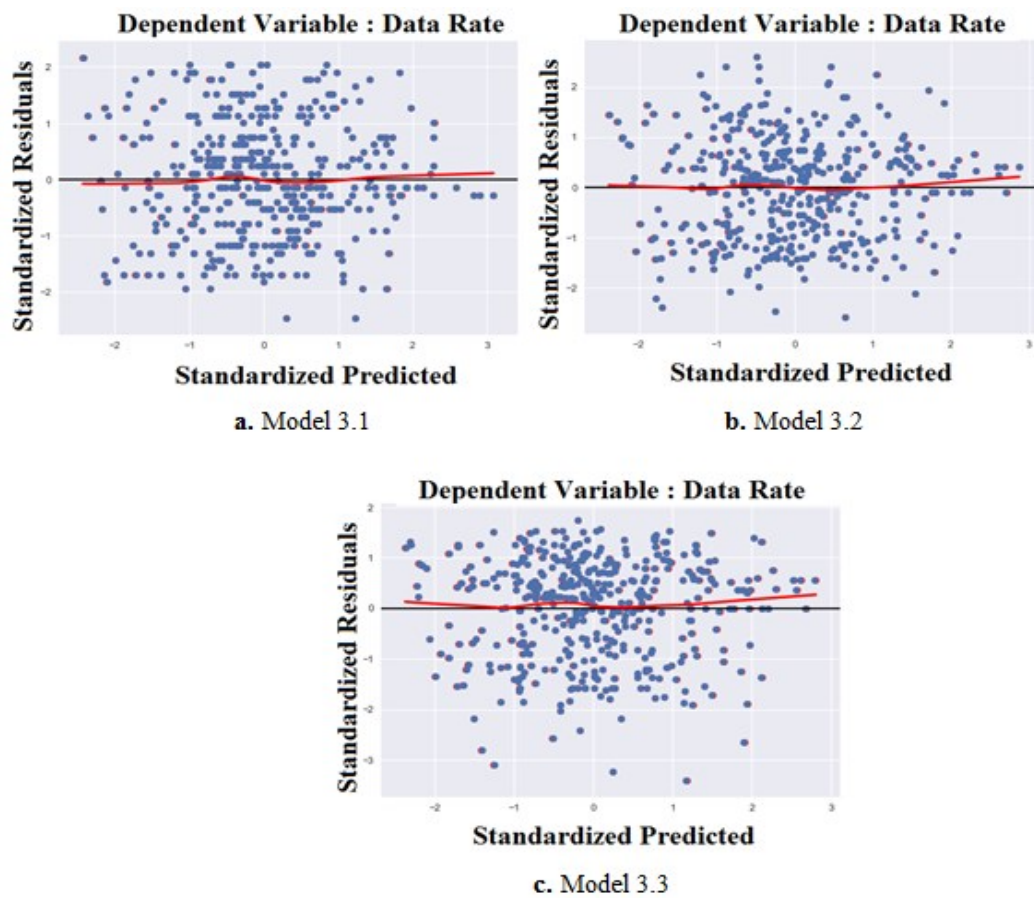 Dependent Variable : Data Rate
Standardized Residuals
2
1
0
-1
-2
-2
-1
0
1
2
3
Standardized Predicted
a. Model 3.1
Dependent Variable : Data Rate
Standardized Residuals
2
1
0
-1
-2
-2
-1
0
1
2
3
Standardized Predicted
b. Model 3.2
Dependent Variable : Data Rate
Standardized Residuals
2
1
0
-1
-2
-3
-2
-1
0
1
2
3
Standardized Predicted
c. Model 3.3